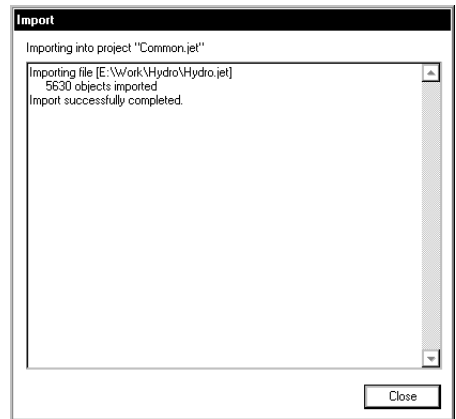 Import
Importing into project "Common.jet"
Importing file [E:\Work\Hydro\Hydro.jet]
5630 objects imported
Import successfully completed.
Close